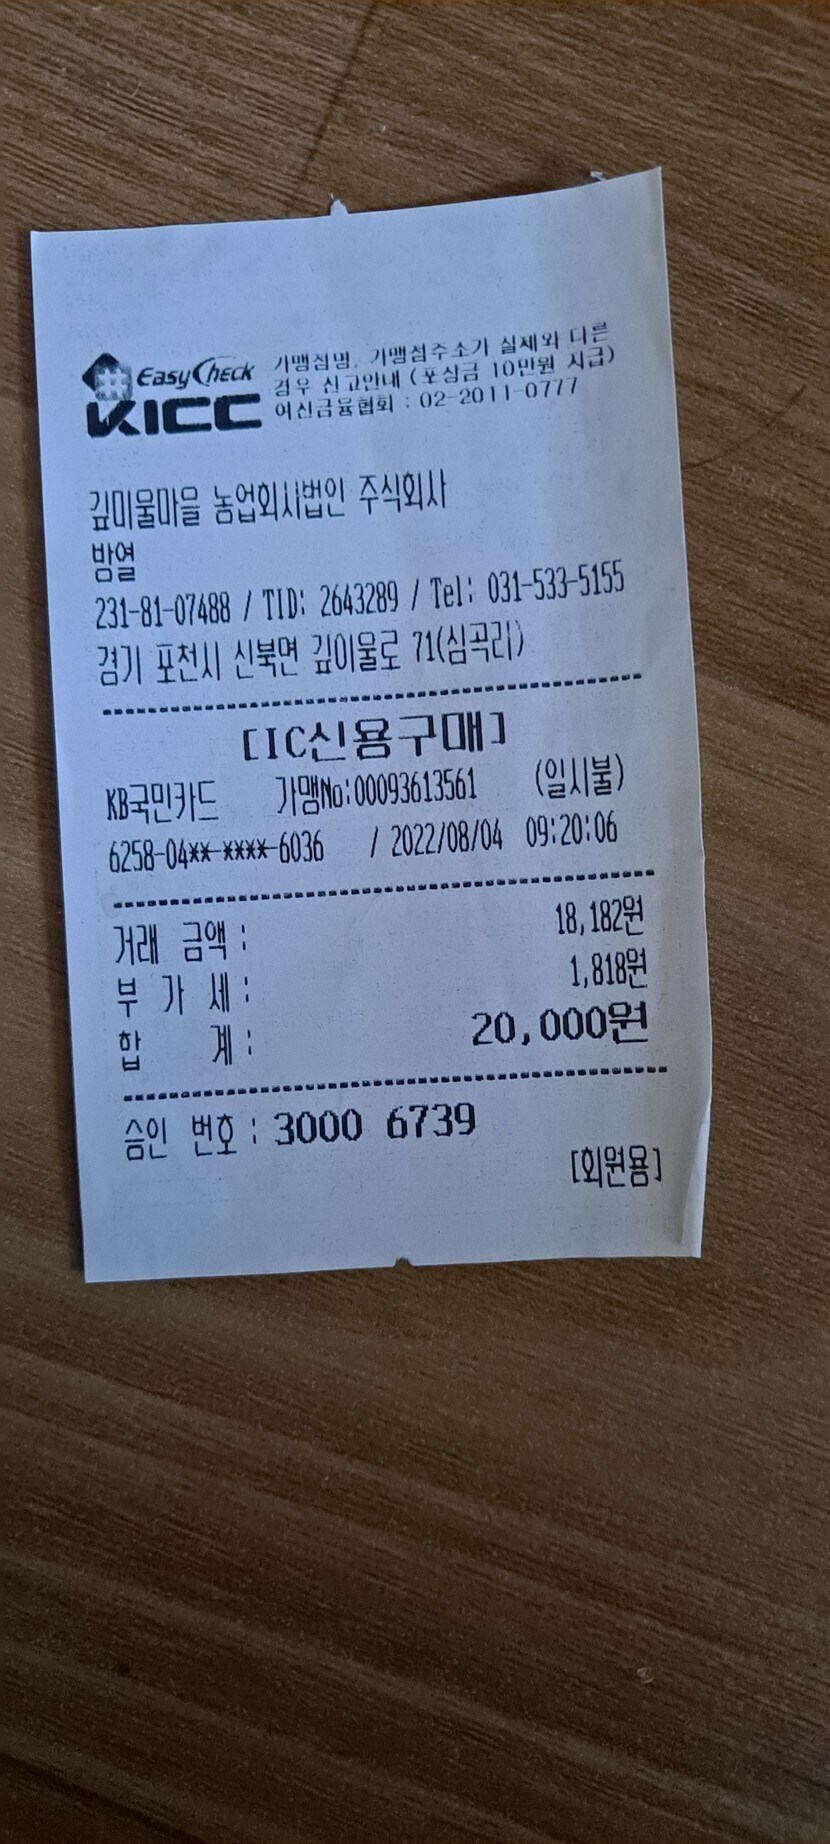 EasyCheck
KICC
가맹점명, 가맹점주소가 실제와 다른
경우 신고안내 (포상금 10만원 지급)
여신금융협회 : 02-2011-0777
깊이울마을 농업회사법인 주식회사
밤열
231-81-07488 / TID: 2643289 / Tel: 031-533-5155
경기 포천시 신북면 깊이울로 71(심곡리)
[IC신용구매]
KB국민카드 가맹No:00093613561 (일시불)
6258-04**-****-6036 / 2022/08/04 09:20:06
거래 금액 : 18,182원
부 가 세 : 1,818원
합 계 : 20,000원
승인 번호 : 3000 6739
[회원용]